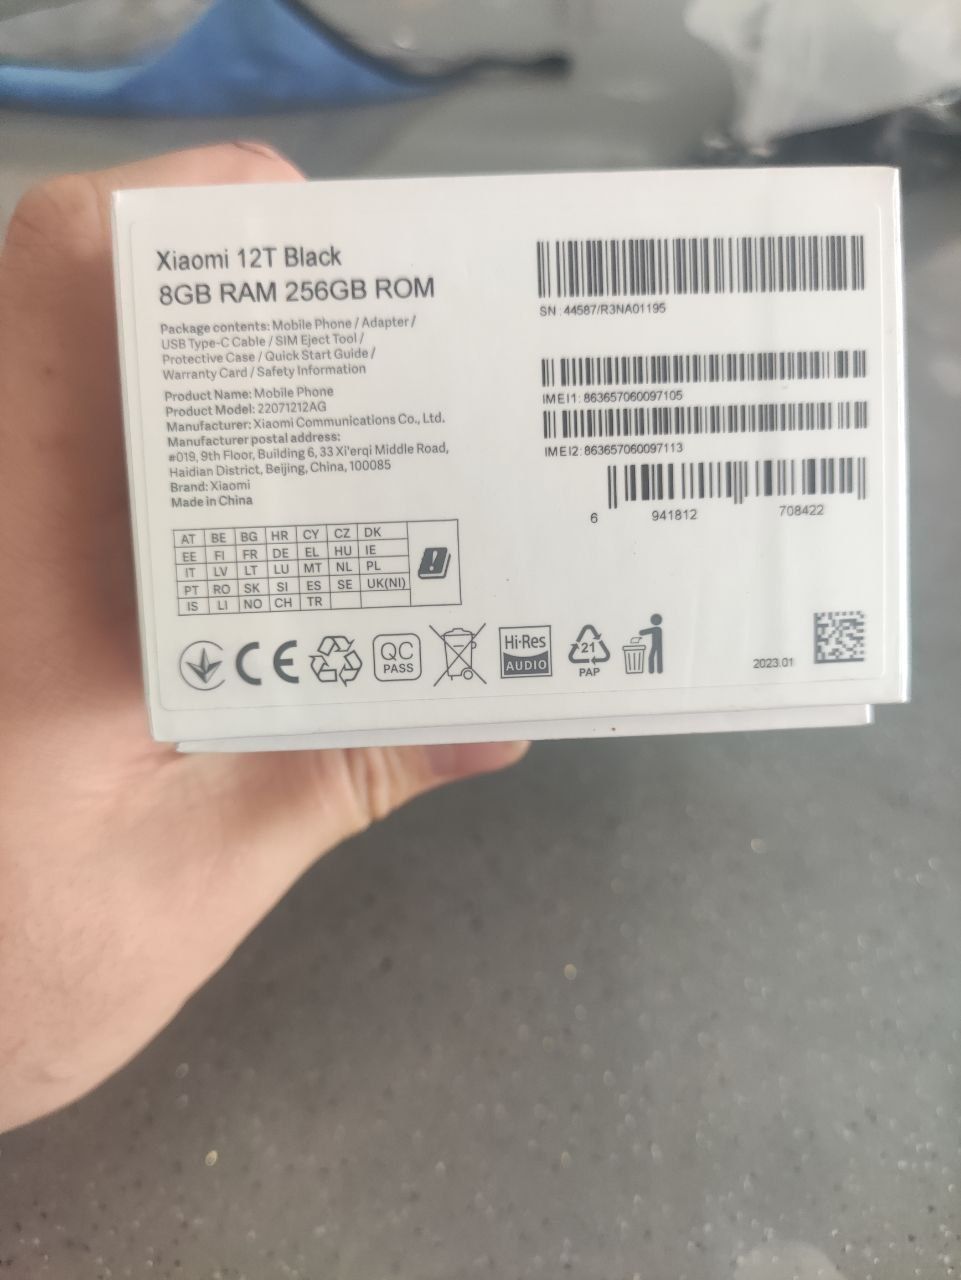 Xiaomi 12T Black
8GB RAM 256GB ROM
Package contents: Mobile Phone / Adapter /
USB Type-C Cable / SIM Eject Tool /
Protective Case / Quick Start Guide /
Warranty Card / Safety Information
Product Name: Mobile Phone
Product Model: 22071212AG
Manufacturer: Xiaomi Communications Co., Ltd.
Manufacturer postal address:
#019, 9th Floor, Building 6, 33 Xi'erqi Middle Road,
Haidian District, Beijing, China, 100085
Brand: Xiaomi
Made in China
AT BE BG HR CY CZ DK
EE FI FR DE EL HU IE
IT LV LT LU MT NL PL
PT RO SK SI ES SE UK(NI)
IS LI NO CH TR
SN : 44587/R3NA01195
IMEI1: 863657060097105
IMEI2: 863657060097113
6 941812 708422
CE
QC
PASS
Hi-Res
AUDIO
21
PAP
2023.01